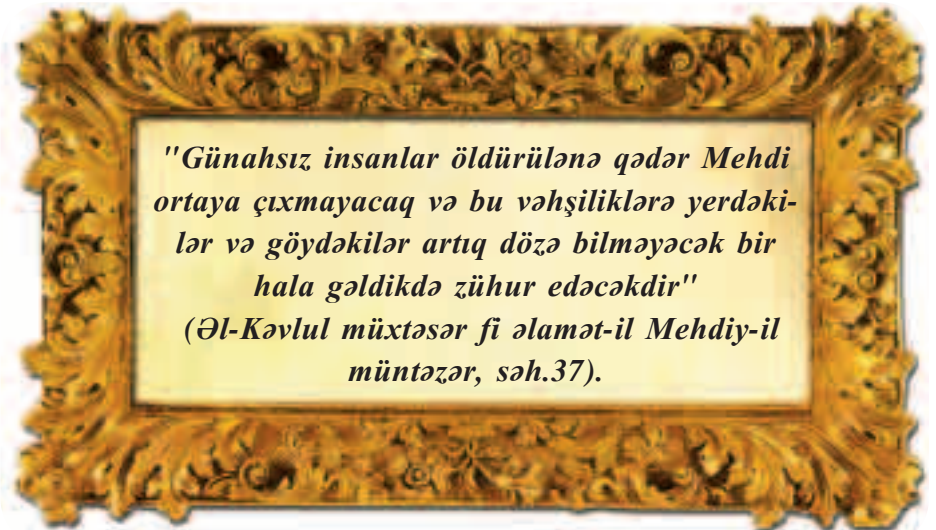 "Günahsız insanlar öldürülənə qədər Mehdi
ortaya çıxmayacaq və bu vəhşiliklərə yerdəki-
lər və göydəkilər artıq dözə bilməyəcək bir
hala gəldikdə zühur edəcəkdir"
(Əl-Kəvlul müxtəsər fi əlamət-il Mehdiy-il
müntəzər, səh.37).